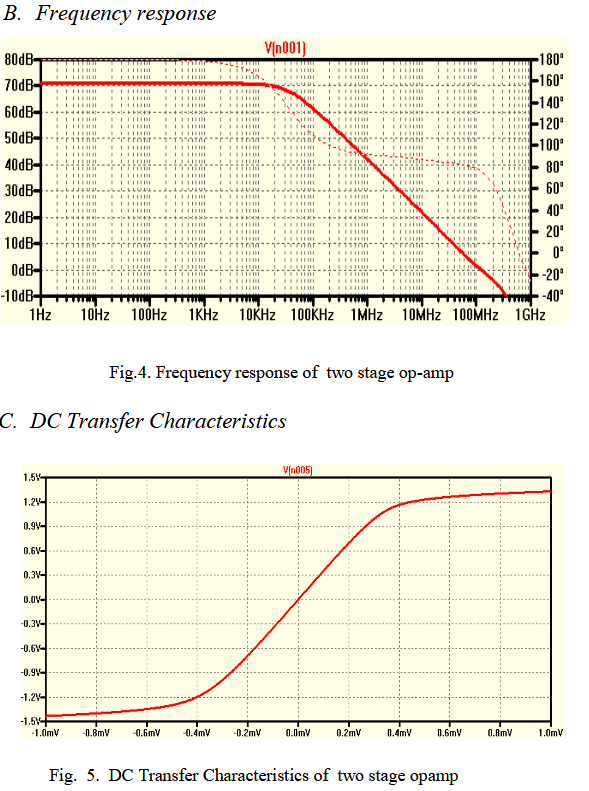 B. Frequency response
V(n001)
80dB 180°
70dB 160°
60dB 140°
50dB 120°
40dB 100°
30dB 80°
20dB 60°
10dB 40°
0dB 20°
-10dB 0°
-20°
-40°
1Hz 10Hz 100Hz 1KHz 10KHz 100KHz 1MHz 10MHz 100MHz 1GHz
Fig.4. Frequency response of two stage op-amp
C. DC Transfer Characteristics
V(n005)
1.5V
1.2V
0.9V
0.6V
0.3V
0.0V
-0.3V
-0.6V
-0.9V
-1.2V
-1.5V
-1.0mV -0.8mV -0.6mV -0.4mV -0.2mV 0.0mV 0.2mV 0.4mV 0.6mV 0.8mV 1.0mV
Fig. 5. DC Transfer Characteristics of two stage opamp